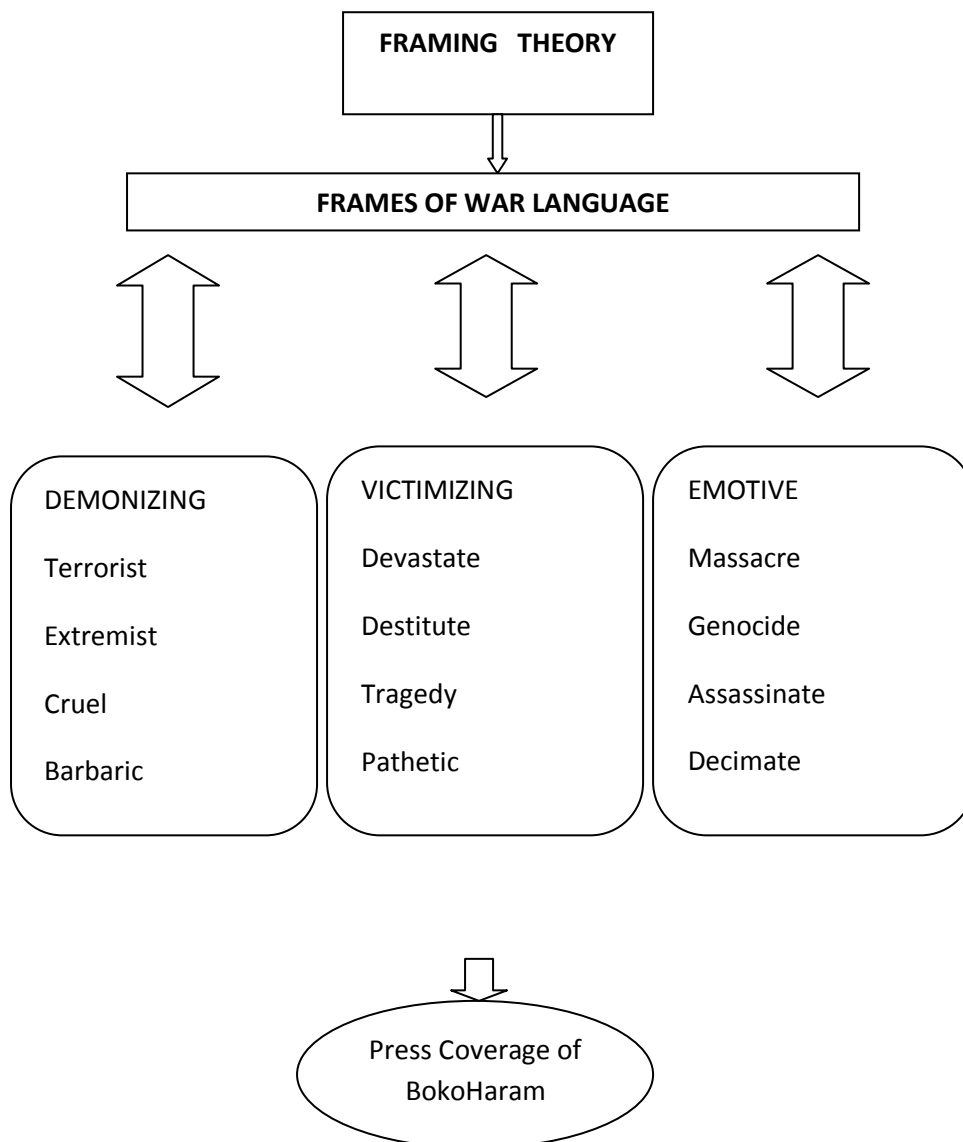 FRAMING THEORY
FRAMES OF WAR LANGUAGE
DEMONIZING
Terrorist
Extremist
Cruel
Barbaric
VICTIMIZING
Devastate
Destitute
Tragedy
Pathetic
EMOTIVE
Massacre
Genocide
Assassinate
Decimate
Press Coverage of
BokoHaram